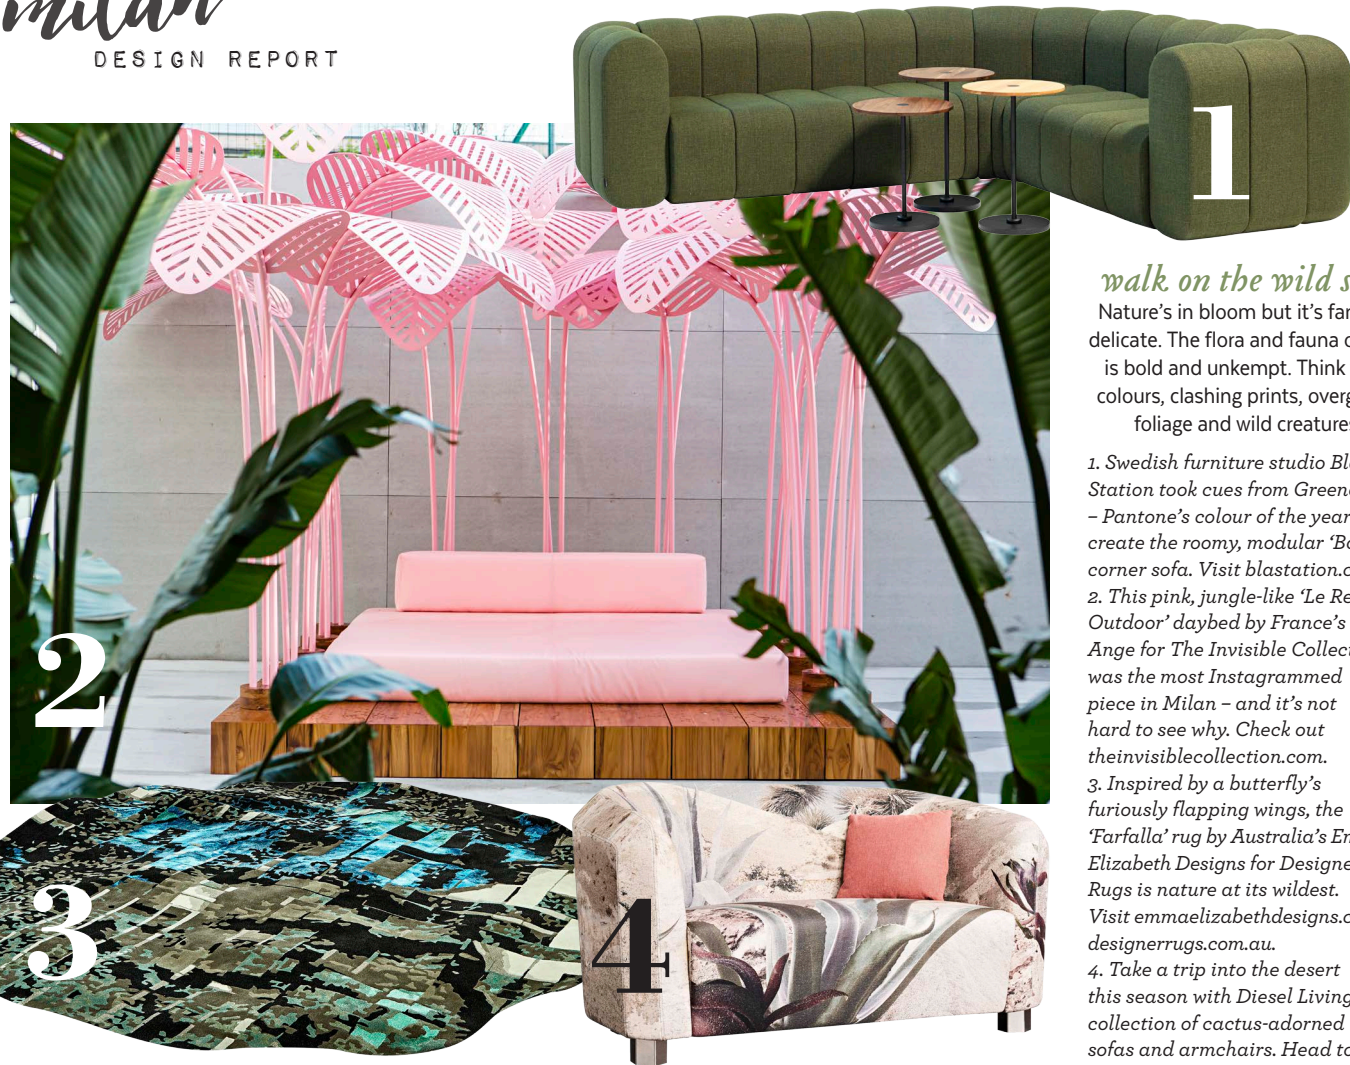 milan
DESIGN REPORT
1
walk on the wild
Nature’s in bloom but it’s
delicate. The flora and fauna
is bold and unkempt. Think
colours, clashing prints,
foliage and wild
1. Swedish furniture studio
Station took cues from
– Pantone’s colour of the year
create the roomy, modular
corner sofa. Visit
2. This pink, jungle-like ‘Le
Outdoor’ daybed by France’s
Ange for The Invisible
was the most Instagrammed
piece in Milan – and it’s not
hard to see why. Check out
theinvisiblecollection.com.
3. Inspired by a butterfly’s
furiously flapping wings, the
‘Farfalla’ rug by Australia’s
Elizabeth Designs for
Rugs is nature at its wildest.
Visit
designerrugs.com.au.
4. Take a trip into the desert
this season with Diesel
collection of cactus-adorned
sofas and armchairs. Head
2
3
4